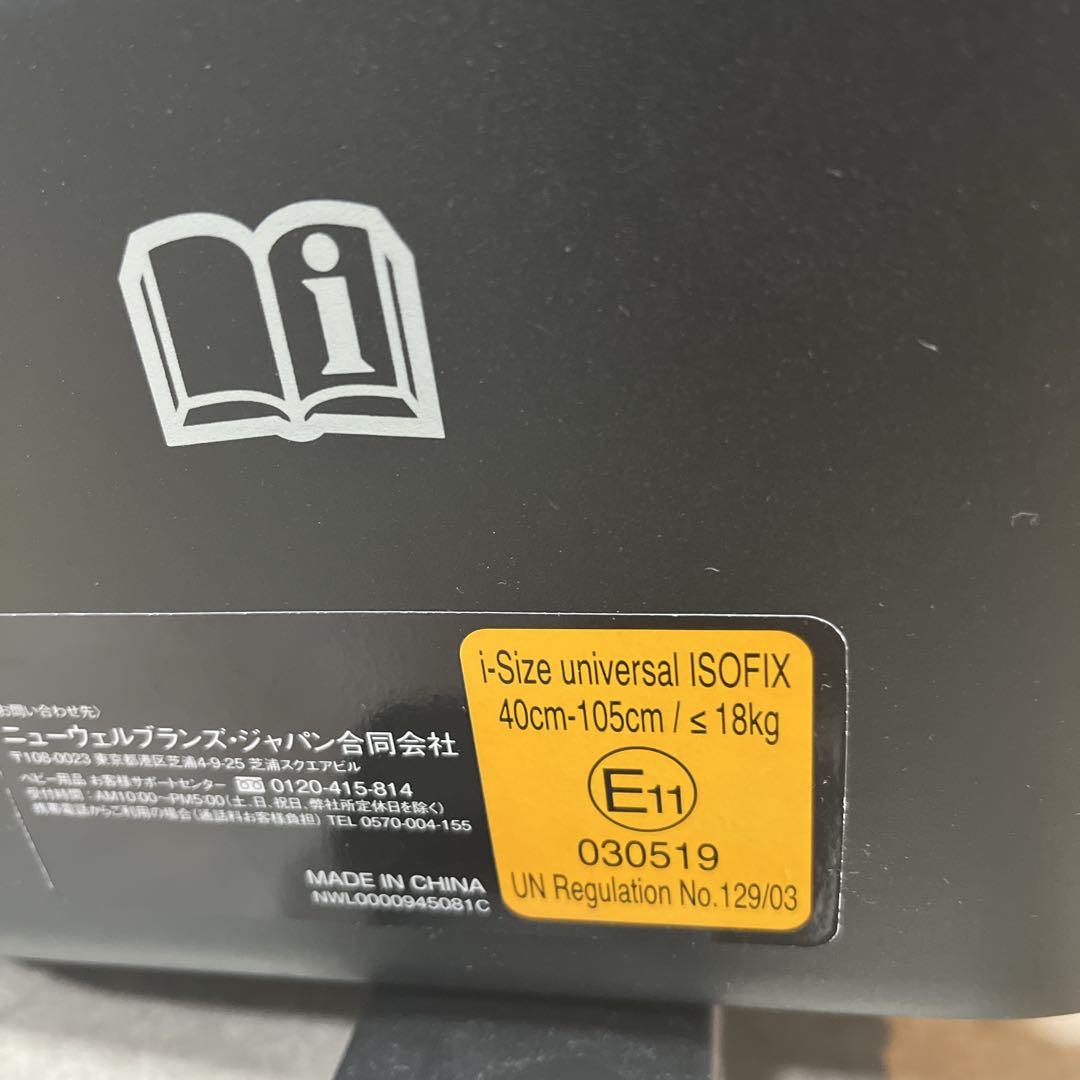 i
お問い合わせ先〉
ニューウェルブランズ・ジャパン合同会社
〒108-0023 東京都港区芝浦4-9-25 芝浦スクエアビル
ベビー用品 お客様サポートセンター 0120-415-814
受付時間：AM10:00〜PM5:00（土、日、祝日、弊社所定休日を除く）
携帯電話からご利用の場合（通話料お客様負担）TEL 0570-004-155
MADE IN CHINA
NWL0000945081C
i-Size universal ISOFIX
40cm-105cm / ≤ 18kg
E11
030519
UN Regulation No.129/03